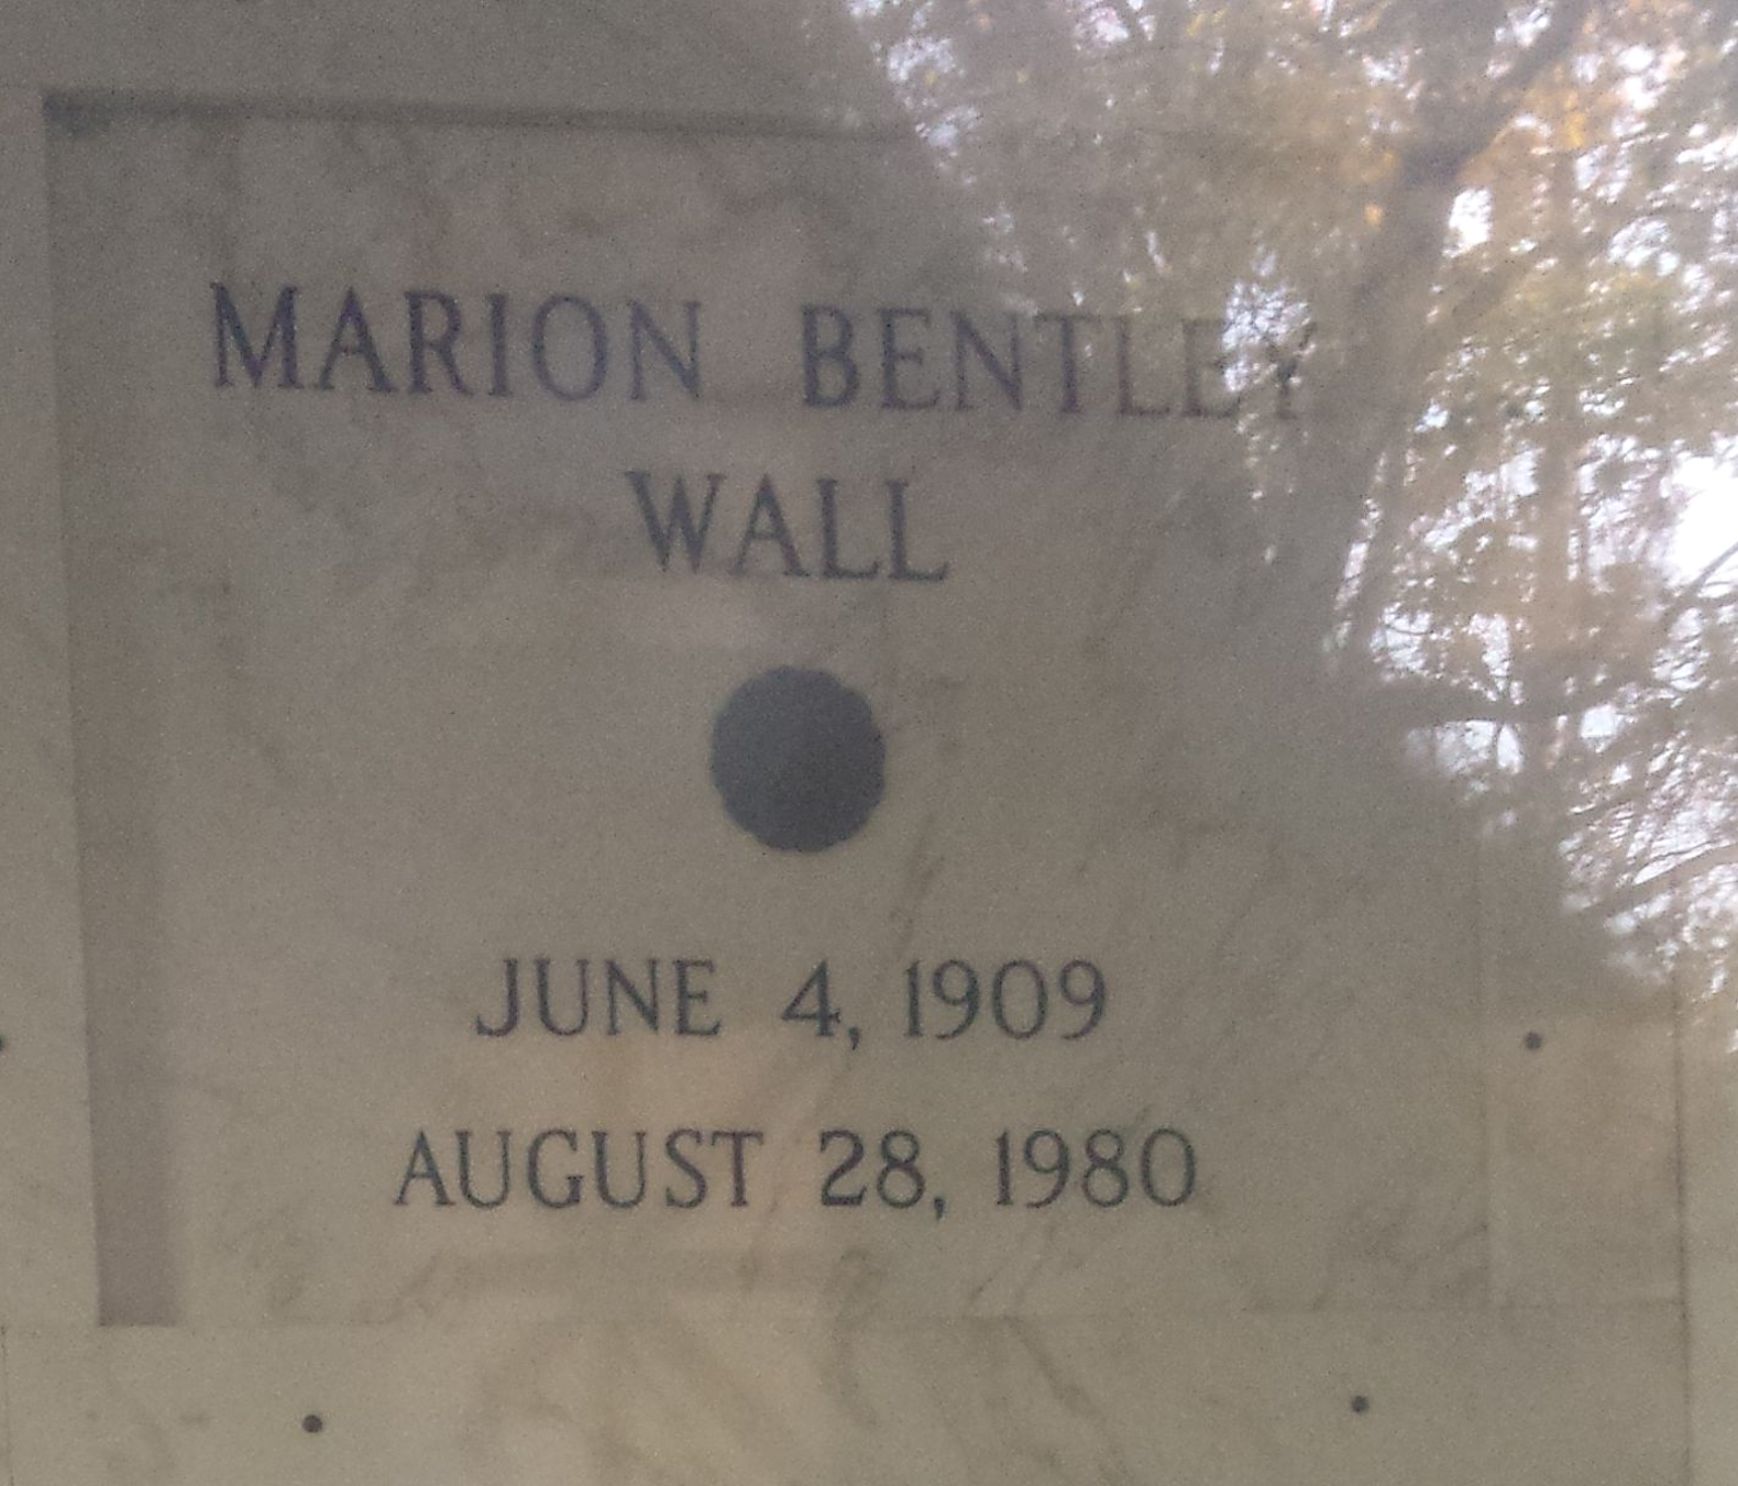 MARION BENTLEY
WALL
JUNE 4, 1909
AUGUST 28, 1980